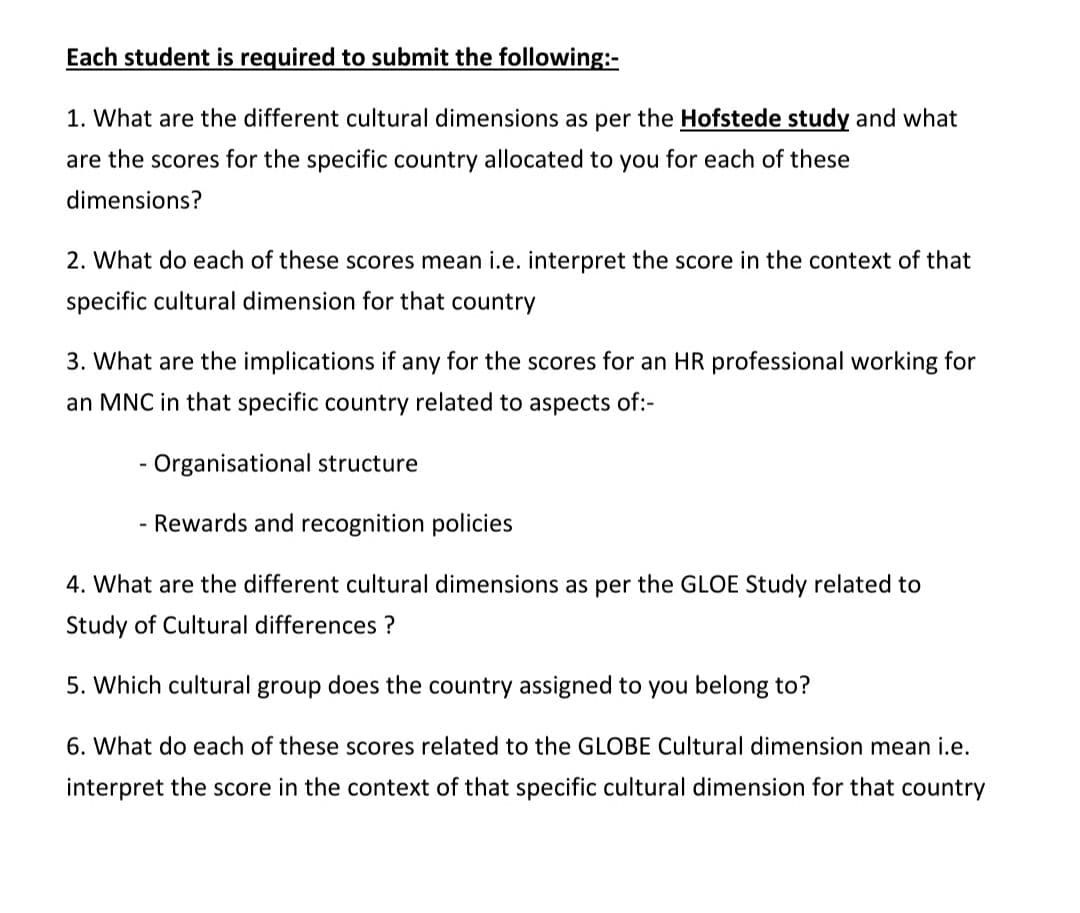 Each student is required to submit the following:-
1. What are the different cultural dimensions as per the Hofstede study and what
are the scores for the specific country allocated to you for each of these
dimensions?
2. What do each of these scores mean i.e. interpret the score in the context of that
specific cultural dimension for that country
3. What are the implications if any for the scores for an HR professional working for
an MNC in that specific country related to aspects of:-
- Organisational structure
- Rewards and recognition policies
4. What are the different cultural dimensions as per the GLOE Study related to
Study of Cultural differences ?
5. Which cultural group does the country assigned to you belong to?
6. What do each of these scores related to the GLOBE Cultural dimension mean i.e.
interpret the score in the context of that specific cultural dimension for that country